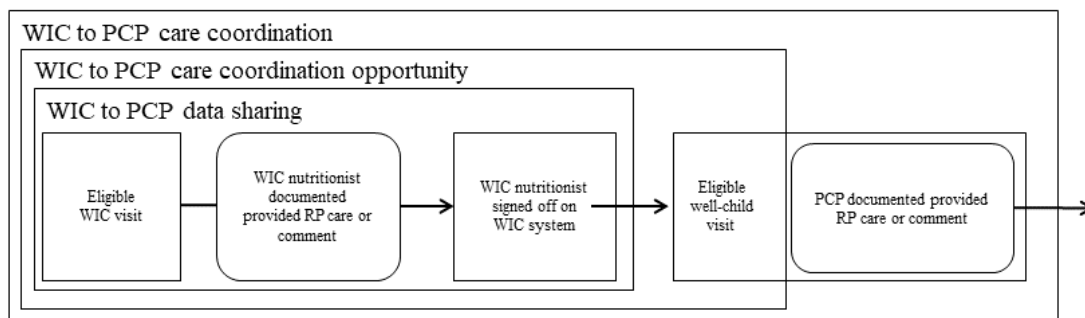 WIC to PCP care coordination
WIC to PCP care coordination opportunity
WIC to PCP data sharing
Eligible
WIC visit
WIC nutritionist
documented
provided RP care or
comment
WIC nutritionist
signed off on
WIC system
Eligible
well-child
visit
PCP documented provided
RP care or comment